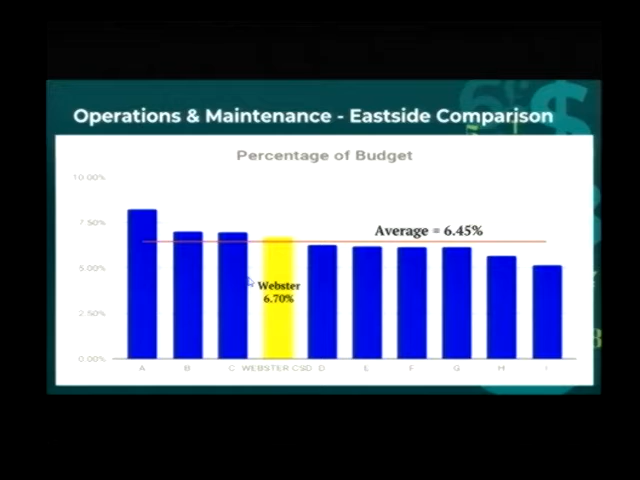 Operations & Maintenance - Eastside Comparison
Percentage of Budget
10.00%
7.50%
5.00%
2.50%
0.00%
Average = 6.45%
Webster
6.70%
A B C WEBSTER CSD D E F G H I